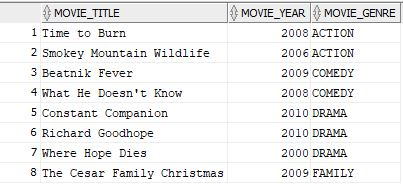 MOVIE_TITLE MOVIE_YEAR MOVIE_GENRE
1 Time to Burn 2008 ACTION
2 Smokey Mountain Wildlife 2006 ACTION
3 Beatnik Fever 2009 COMEDY
4 What He Doesn't Know 2008 COMEDY
5 Constant Companion 2010 DRAMA
6 Richard Goodhope 2010 DRAMA
7 Where Hope Dies 2000 DRAMA
8 The Cesar Family Christmas 2009 FAMILY